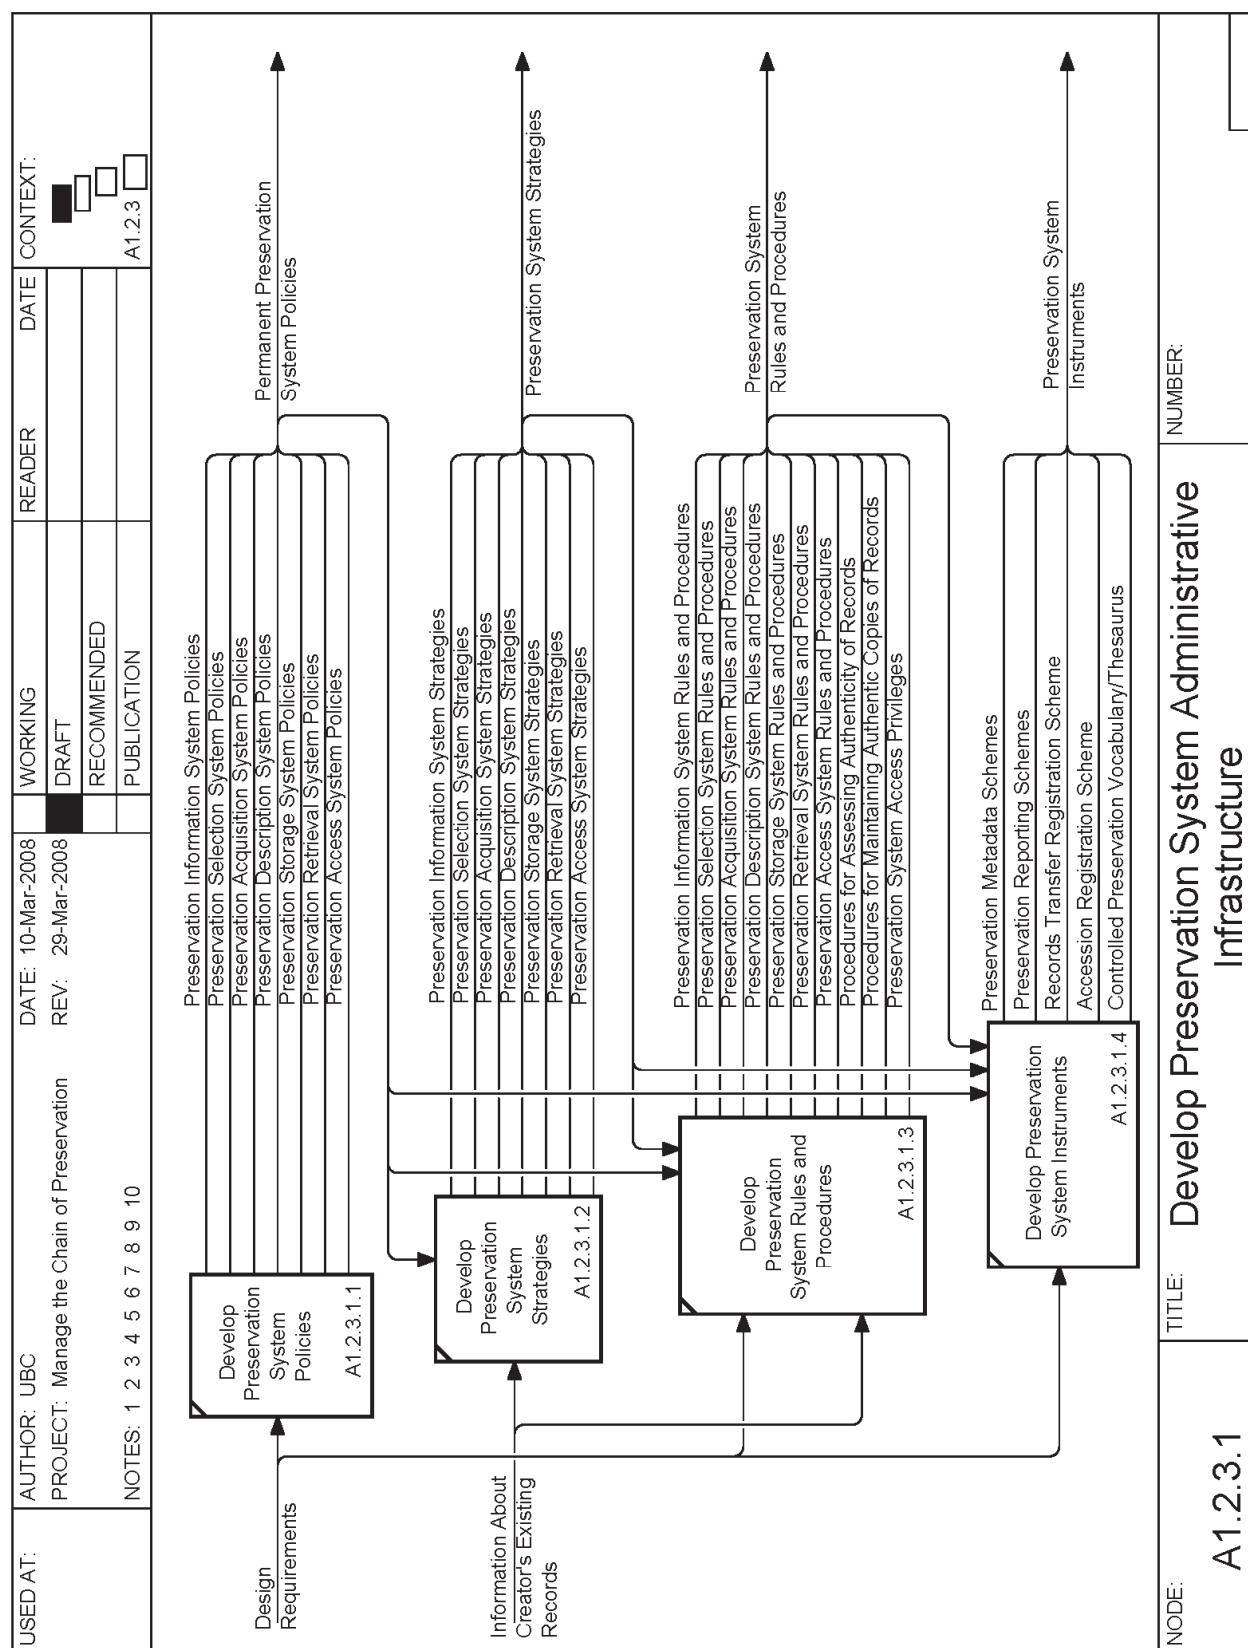 USED AT:
AUTHOR: UBC
PROJECT: Manage the Chain of Preservation
NOTES: 1 2 3 4 5 6 7 8 9 10
DATE: 10-Mar-2008
REV: 29-Mar-2008
WORKING
DRAFT
RECOMMENDED
PUBLICATION
READER
DATE
CONTEXT:
A1.2.3
Design
Requirements
Information About
Creator's Existing
Records
Develop
Preservation
System
Policies
A1.2.3.1.1
Preservation Information System Policies
Preservation Selection System Policies
Preservation Acquisition System Policies
Preservation Description System Policies
Preservation Storage System Policies
Preservation Retrieval System Policies
Preservation Access System Policies
Permanent Preservation
System Policies
Develop
Preservation
System
Strategies
A1.2.3.1.2
Preservation Information System Strategies
Preservation Selection System Strategies
Preservation Acquisition System Strategies
Preservation Description System Strategies
Preservation Storage System Strategies
Preservation Retrieval System Strategies
Preservation Access System Strategies
Preservation System Strategies
Develop
Preservation
System Rules and
Procedures
A1.2.3.1.3
Preservation Information System Rules and Procedures
Preservation Selection System Rules and Procedures
Preservation Acquisition System Rules and Procedures
Preservation Description System Rules and Procedures
Preservation Storage System Rules and Procedures
Preservation Retrieval System Rules and Procedures
Preservation Access System Rules and Procedures
Procedures for Assessing Authenticity of Records
Procedures for Maintaining Authentic Copies of Records
Preservation System Access Privileges
Preservation System
Rules and Procedures
Develop Preservation
System Instruments
A1.2.3.1.4
Preservation Metadata Schemes
Preservation Reporting Schemes
Records Transfer Registration Scheme
Accession Registration Scheme
Controlled Preservation Vocabulary/Thesaurus
Preservation System
Instruments
NODE:
A1.2.3.1
TITLE:
Develop Preservation System Administrative
Infrastructure
NUMBER: